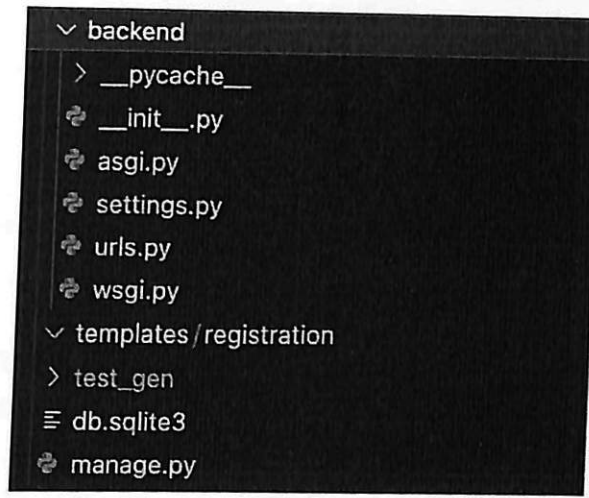 backend
__pycache__
__init__.py
asgi.py
settings.py
urls.py
wsgi.py
templates/registration
test_gen
db.sqlite3
manage.py